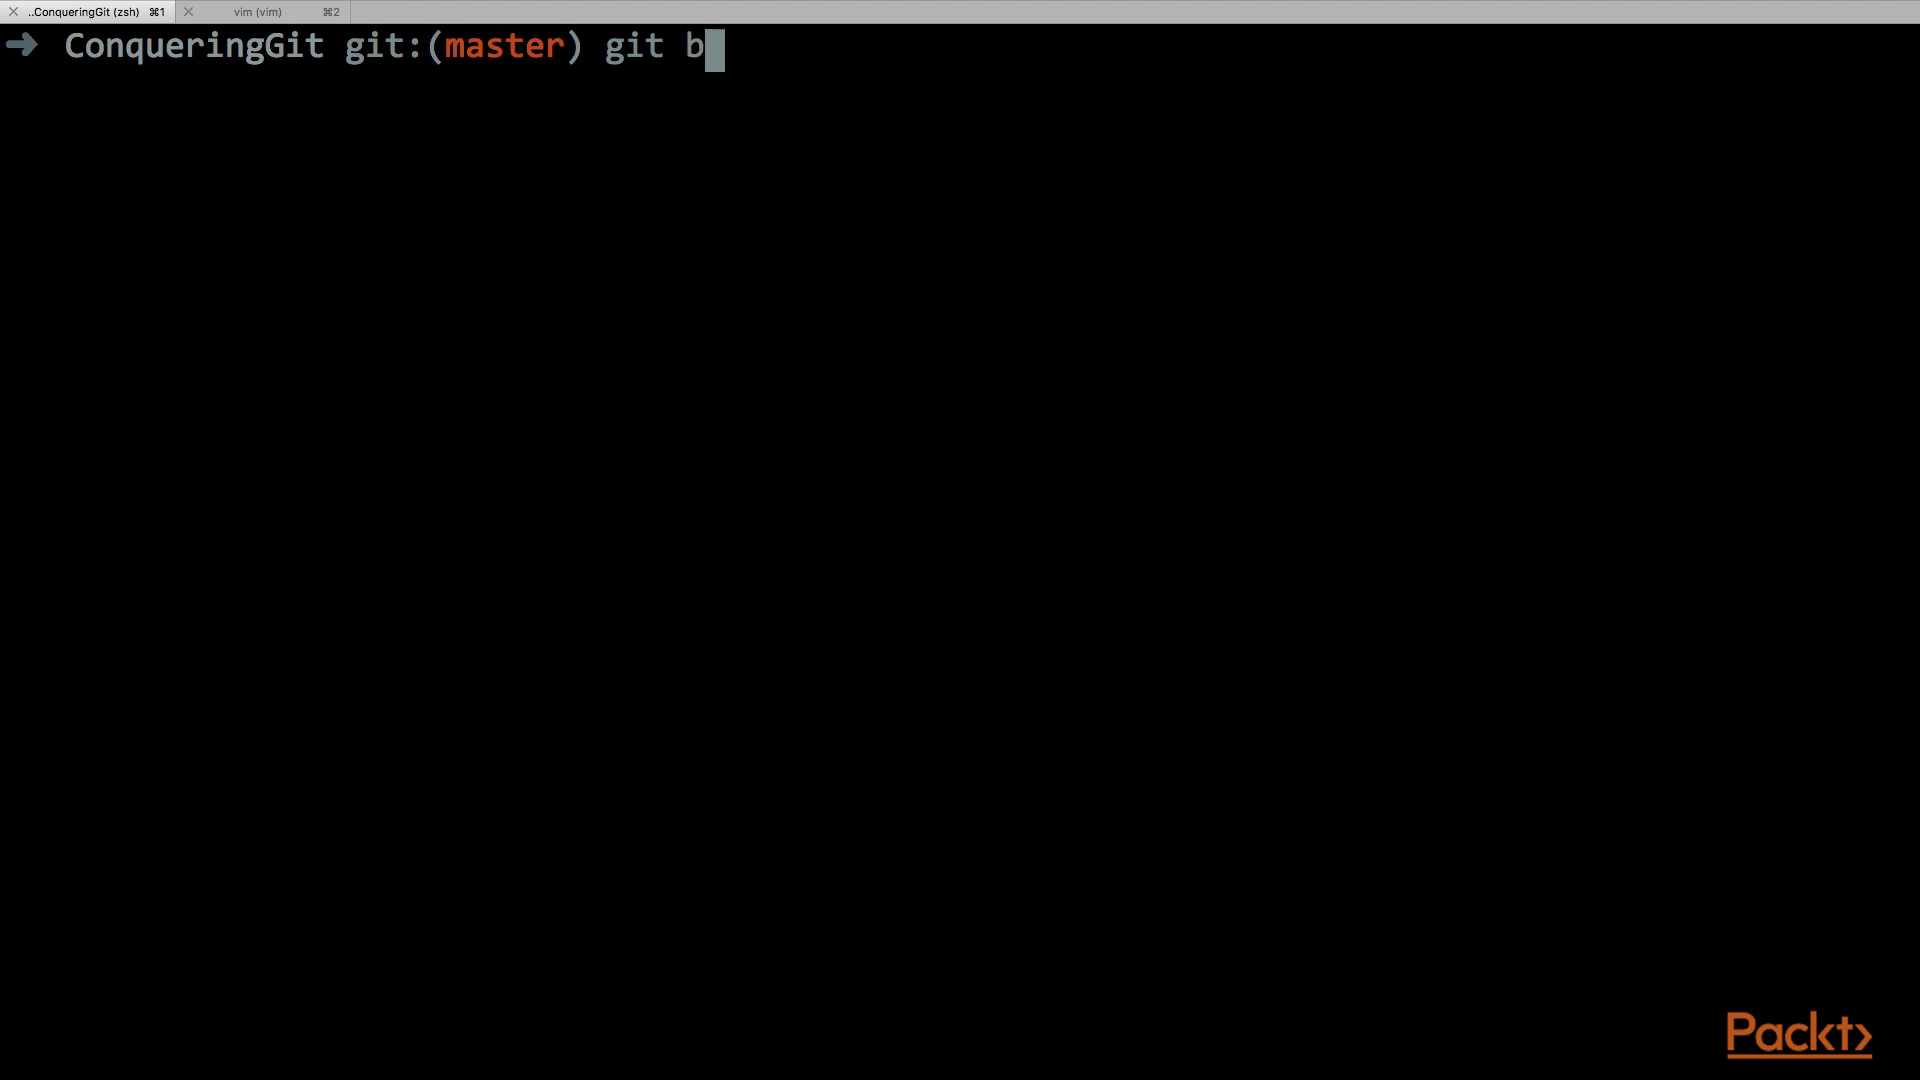 ..ConqueringGit (zsh) ⌘1 vim (vim) ⌘2
➜ ConqueringGit git:(master) git b
Packt>